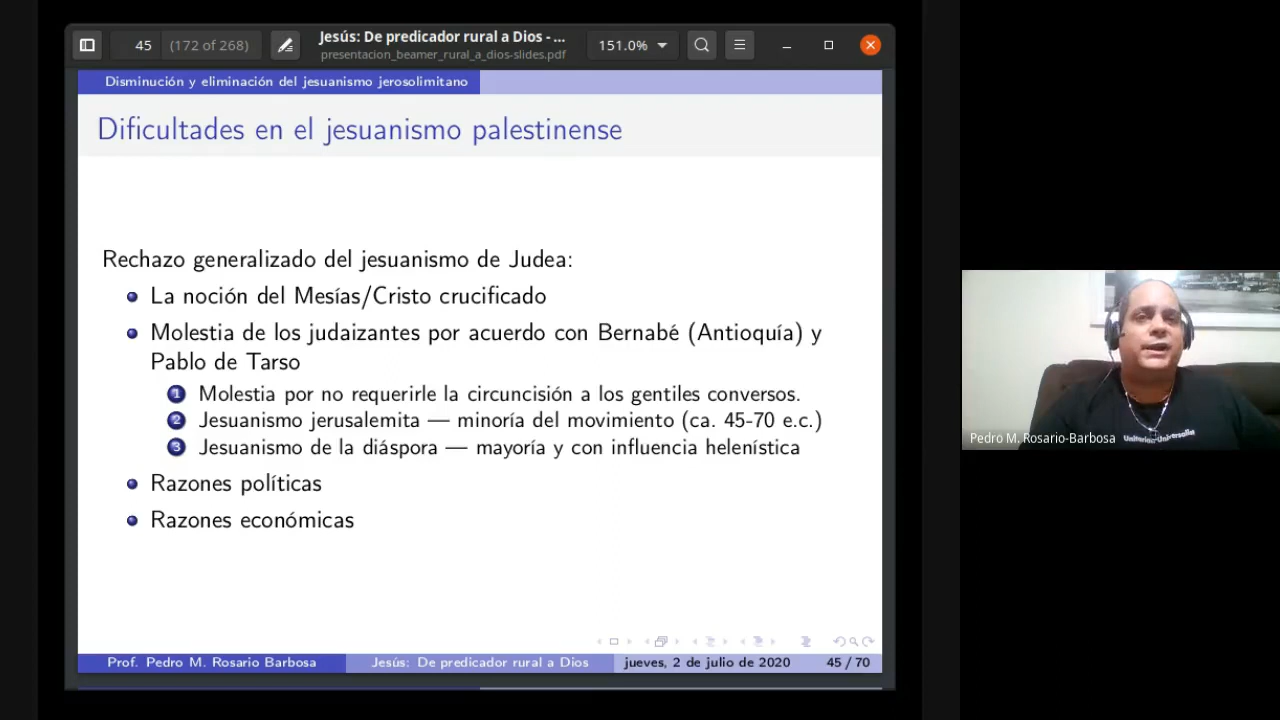 45 (172 of 268)
Jesús: De predicador rural a Dios - ...
presentacion_beamer_rural_a_dios-slides.pdf
151.0%
Disminución y eliminación del jesuanismo jerosolimitano
Dificultades en el jesuanismo palestinense
Rechazo generalizado del jesuanismo de Judea:
La noción del Mesías/Cristo crucificado
Molestia de los judaizantes por acuerdo con Bernabé (Antioquía) y
Pablo de Tarso
1 Molestia por no requerirle la circuncisión a los gentiles conversos.
2 Jesuanismo jerusalemita — minoría del movimiento (ca. 45-70 e.c.)
3 Jesuanismo de la diáspora — mayoría y con influencia helenística
Razones políticas
Razones económicas
Prof. Pedro M. Rosario Barbosa Jesús: De predicador rural a Dios jueves, 2 de julio de 2020 45 / 70
Pedro M. Rosario-Barbosa
Unitarian-Universalist